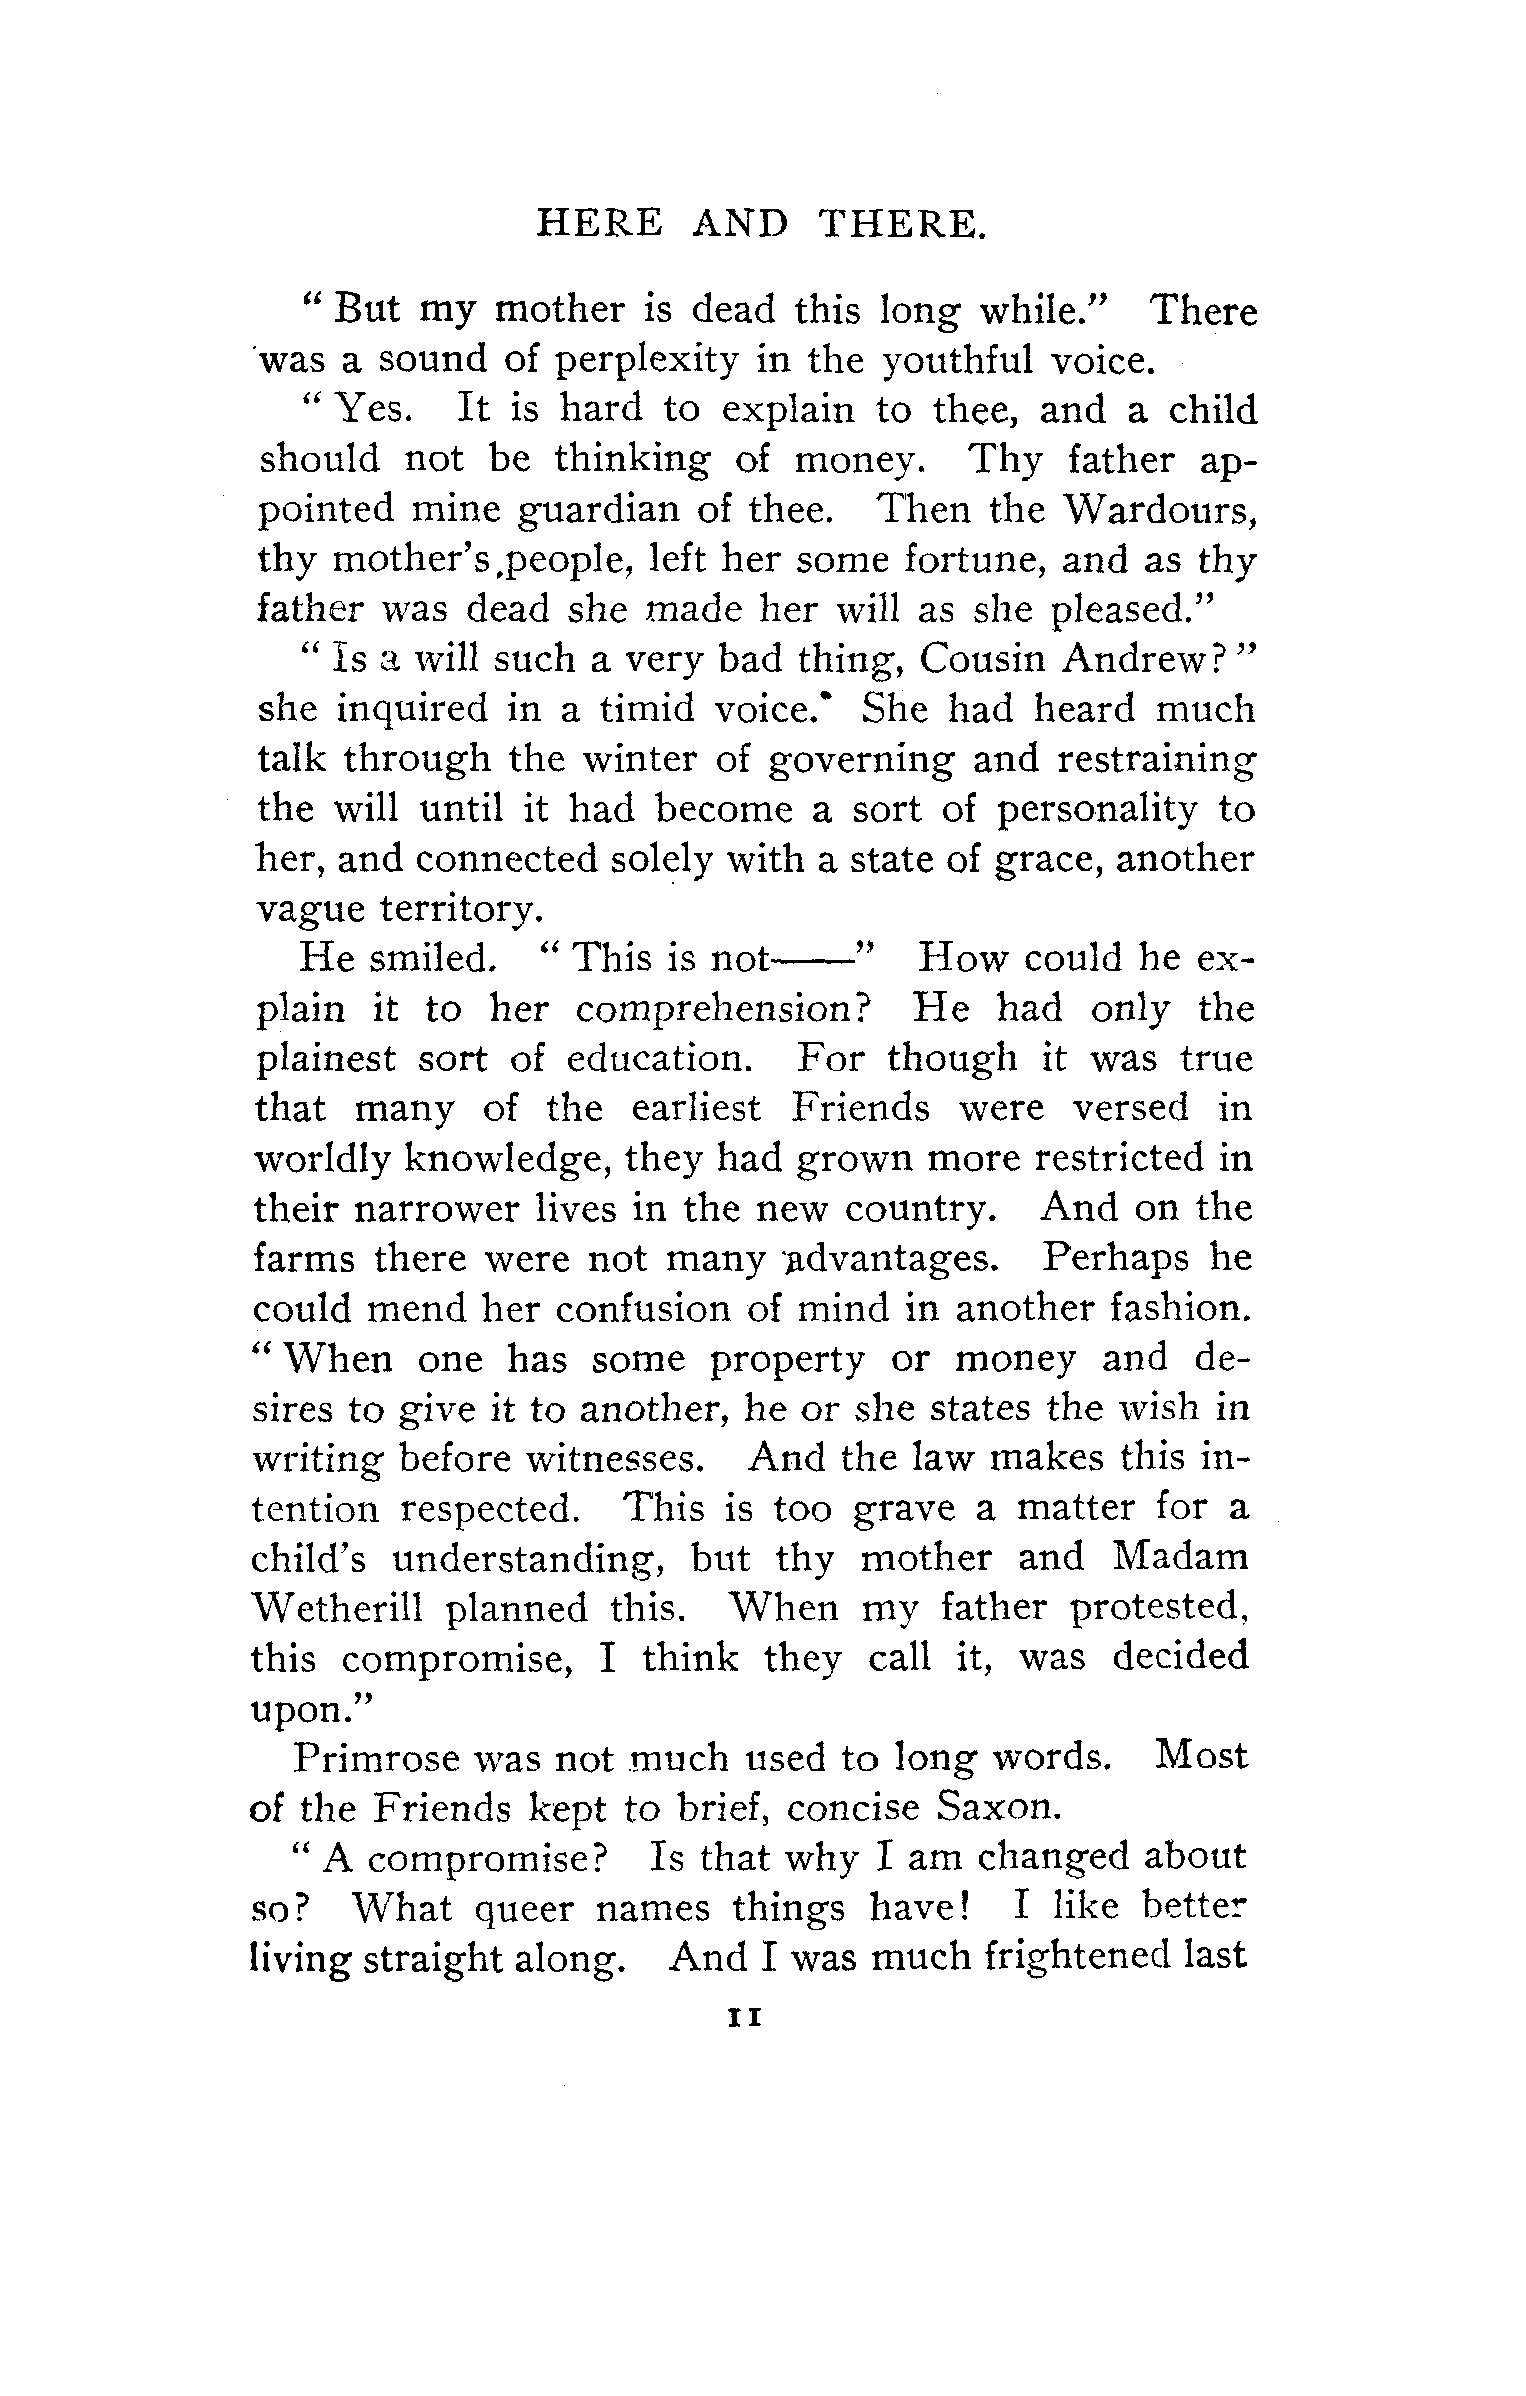 HERE AND THERE.
“ But my mother is dead this long while.” There
was a sound of perplexity in the youthful voice.
“ Yes. It is hard to explain to thee, and a child
should not be thinking of money. Thy father ap-
pointed mine guardian of thee. Then the Wardours,
thy mother’s people, left her some fortune, and as thy
father was dead she made her will as she pleased.”
“ Is a will such a very bad thing, Cousin Andrew? ”
she inquired in a timid voice. She had heard much
talk through the winter of governing and restraining
the will until it had become a sort of personality to
her, and connected solely with a state of grace, another
vague territory.
He smiled. “ This is not——” How could he ex-
plain it to her comprehension? He had only the
plainest sort of education. For though it was true
that many of the earliest Friends were versed in
worldly knowledge, they had grown more restricted in
their narrower lives in the new country. And on the
farms there were not many advantages. Perhaps he
could mend her confusion of mind in another fashion.
“ When one has some property or money and de-
sires to give it to another, he or she states the wish in
writing before witnesses. And the law makes this in-
tention respected. This is too grave a matter for a
child’s understanding, but thy mother and Madam
Wetherill planned this. When my father protested,
this compromise, I think they call it, was decided
upon.”
Primrose was not much used to long words. Most
of the Friends kept to brief, concise Saxon.
“ A compromise? Is that why I am changed about
so? What queer names things have! I like better
living straight along. And I was much frightened last
11